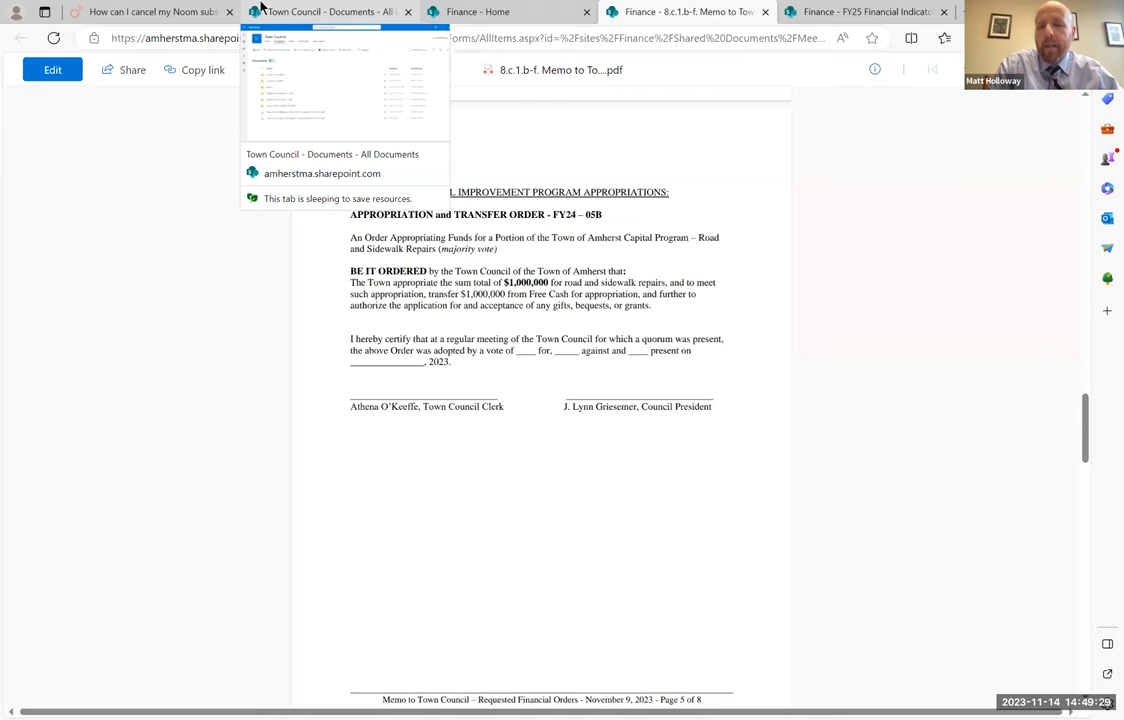 How can I cancel my Noom subs
Town Council - Documents - All
Finance - Home
Finance - 8.c.1.b-f. Memo to Tow
Finance - FY25 Financial Indicato
https://amherstma.sharepoi
Forms/AllItems.aspx?id=%2Fsites%2FFinance%2FShared%20Documents%2FMee...
Edit
Share
Copy link
8.c.1.b-f. Memo to To....pdf
Matt Holloway
Town Council
Town Council - Documents - All Documents
amherstma.sharepoint.com
This tab is sleeping to save resources.
L IMPROVEMENT PROGRAM APPROPRIATIONS:
APPROPRIATION and TRANSFER ORDER - FY24 – 05B
An Order Appropriating Funds for a Portion of the Town of Amherst Capital Program – Road
and Sidewalk Repairs (majority vote)
BE IT ORDERED by the Town Council of the Town of Amherst that:
The Town appropriate the sum total of $1,000,000 for road and sidewalk repairs, and to meet
such appropriation, transfer $1,000,000 from Free Cash for appropriation, and further to
authorize the application for and acceptance of any gifts, bequests, or grants.
I hereby certify that at a regular meeting of the Town Council for which a quorum was present,
the above Order was adopted by a vote of ____ for, _____ against and ____ present on
_______________, 2023.
Athena O'Keeffe, Town Council Clerk
J. Lynn Griesemer, Council President
Memo to Town Council – Requested Financial Orders - November 9, 2023 - Page 5 of 8
2023-11-14 14:49:29